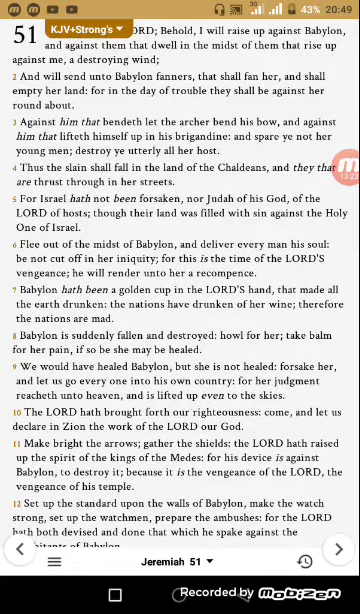 43% 20:49
KJV+Strong's
51 ORD; Behold, I will raise up against Babylon,
and against them that dwell in the midst of them that rise up
against me, a destroying wind;
2 And will send unto Babylon fanners, that shall fan her, and shall
empty her land: for in the day of trouble they shall be against her
round about.
3 Against him that bendeth let the archer bend his bow, and against
him that lifteth himself up in his brigandine: and spare ye not her
young men; destroy ye utterly all her host.
4 Thus the slain shall fall in the land of the Chaldeans, and they that
are thrust through in her streets.
13:23
5 For Israel hath not been forsaken, nor Judah of his God, of the
LORD of hosts; though their land was filled with sin against the Holy
One of Israel.
6 Flee out of the midst of Babylon, and deliver every man his soul:
be not cut off in her iniquity; for this is the time of the LORD'S
vengeance; he will render unto her a recompence.
7 Babylon hath been a golden cup in the LORD'S hand, that made all
the earth drunken: the nations have drunken of her wine; therefore
the nations are mad.
8 Babylon is suddenly fallen and destroyed: howl for her; take balm
for her pain, if so be she may be healed.
9 We would have healed Babylon, but she is not healed: forsake her,
and let us go every one into his own country: for her judgment
reacheth unto heaven, and is lifted up even to the skies.
10 The LORD hath brought forth our righteousness: come, and let us
declare in Zion the work of the LORD our God.
11 Make bright the arrows; gather the shields: the LORD hath raised
up the spirit of the kings of the Medes: for his device is against
Babylon, to destroy it; because it is the vengeance of the LORD, the
vengeance of his temple.
12 Set up the standard upon the walls of Babylon, make the watch
strong, set up the watchmen, prepare the ambushes: for the LORD
hath both devised and done that which he spake against the
bitants of Babylon
Jeremiah 51
Recorded by Mobizen